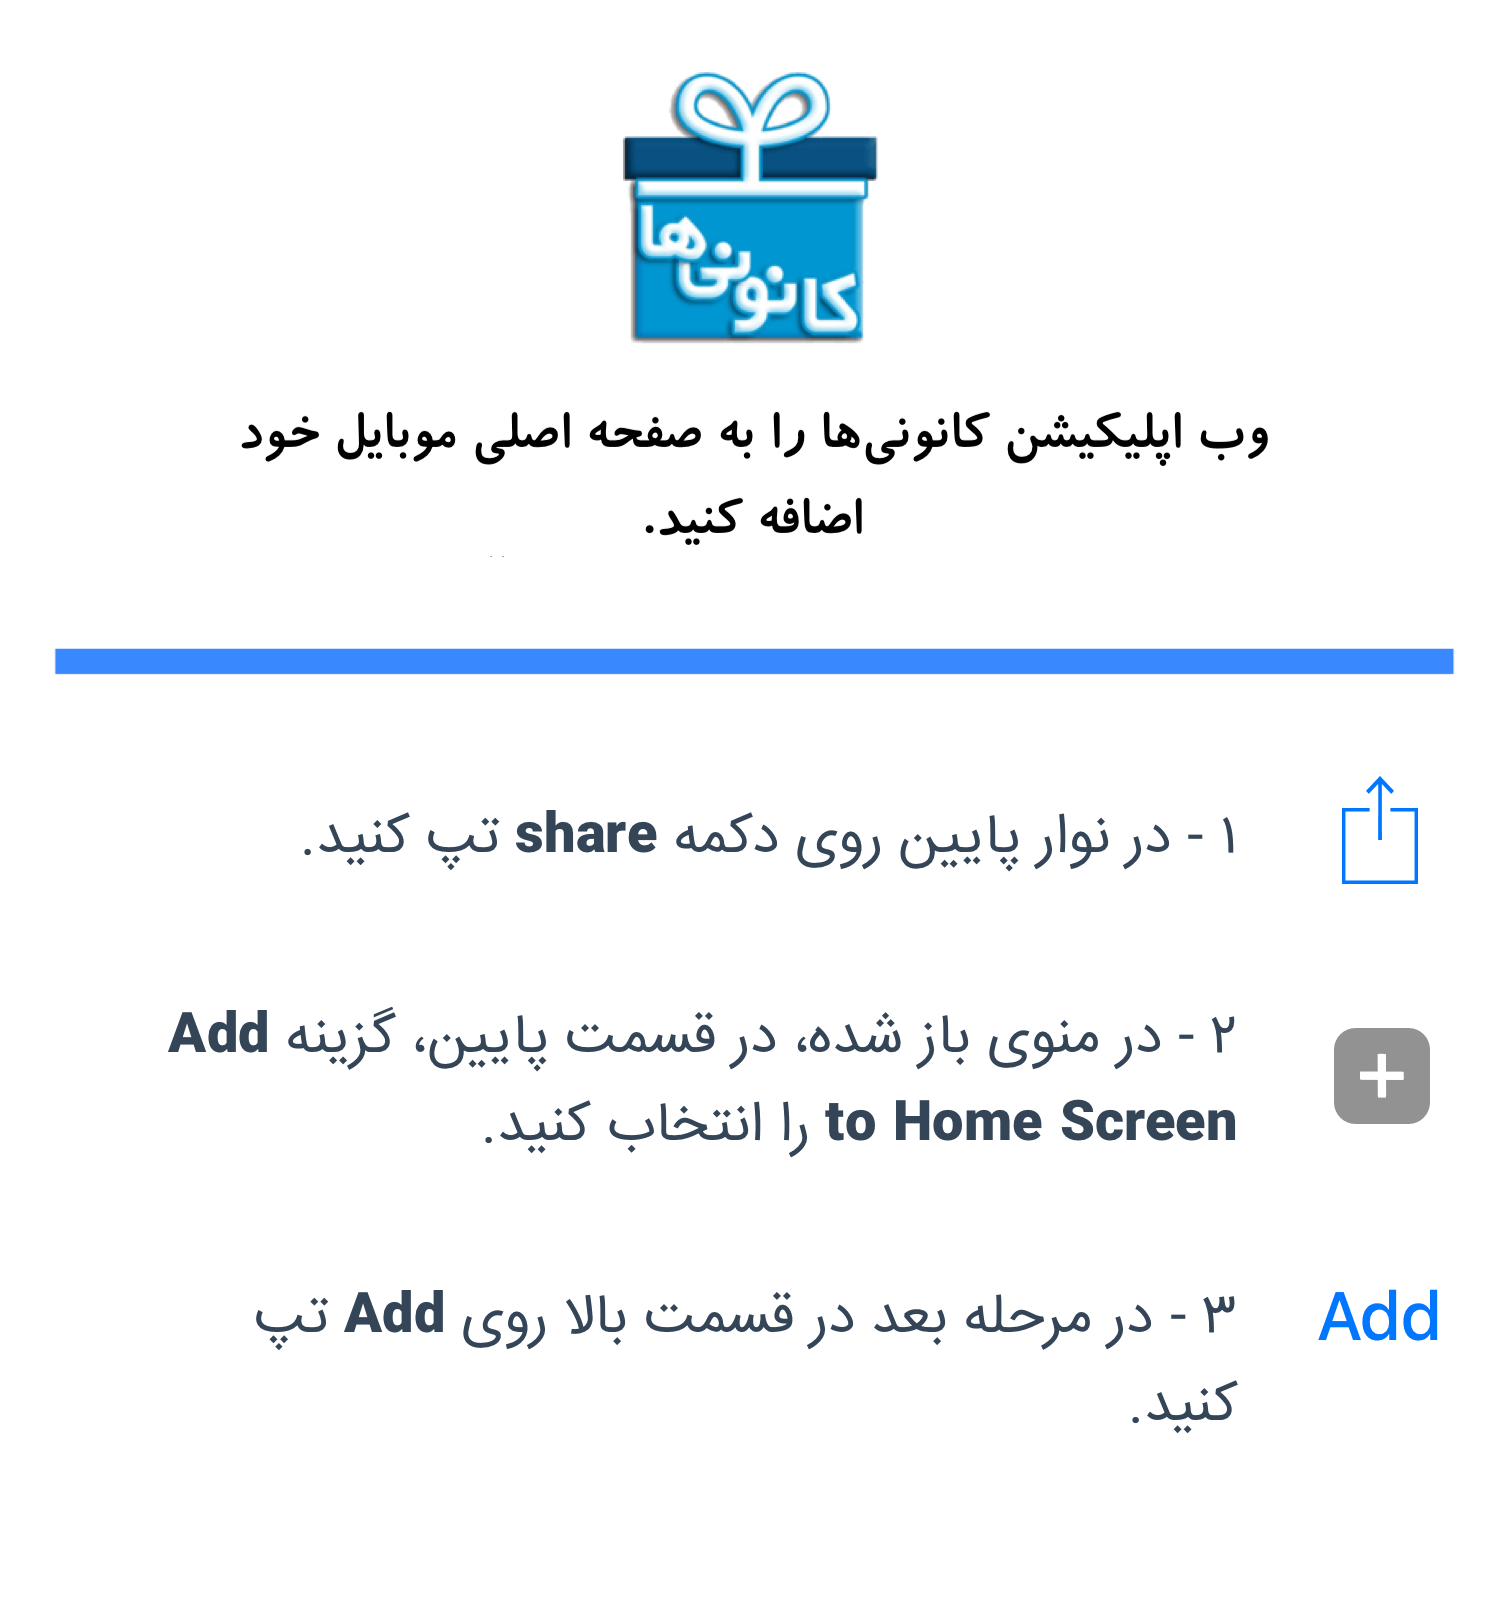 کانونی‌ها
وب اپلیکیشن کانونی‌ها را به صفحه اصلی موبایل خود
اضافه کنید.
۱ - در نوار پایین روی دکمه share تپ کنید.
۲ - در منوی باز شده، در قسمت پایین، گزینه Add
to Home Screen را انتخاب کنید.
Add
۳ - در مرحله بعد در قسمت بالا روی Add تپ
کنید.